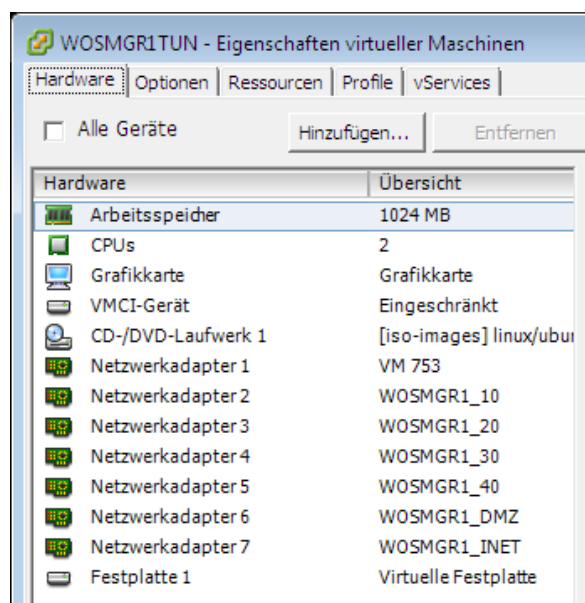 WOSMGR1TUN - Eigenschaften virtueller Maschinen
Hardware Optionen Ressourcen Profile vServices
Alle Geräte Hinzufügen... Entfernen
Hardware Übersicht
Arbeitsspeicher 1024 MB
CPUs 2
Grafikkarte Grafikkarte
VMCI-Gerät Eingeschränkt
CD-/DVD-Laufwerk 1 [iso-images] linux/ubu
Netzwerkadapter 1 VM 753
Netzwerkadapter 2 WOSMGR1_10
Netzwerkadapter 3 WOSMGR1_20
Netzwerkadapter 4 WOSMGR1_30
Netzwerkadapter 5 WOSMGR1_40
Netzwerkadapter 6 WOSMGR1_DMZ
Netzwerkadapter 7 WOSMGR1_INET
Festplatte 1 Virtuelle Festplatte